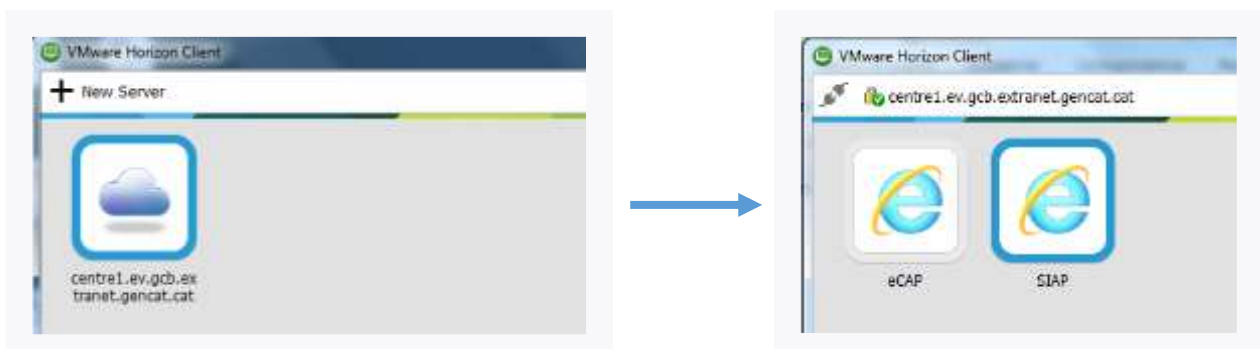 VMware Horizon Client
New Server
centre1.ev.gcb.ex
tranet.gencat.cat
VMware Horizon Client
centre1.ev.gcb.extranet.gencat.cat
eCAP
SIAP